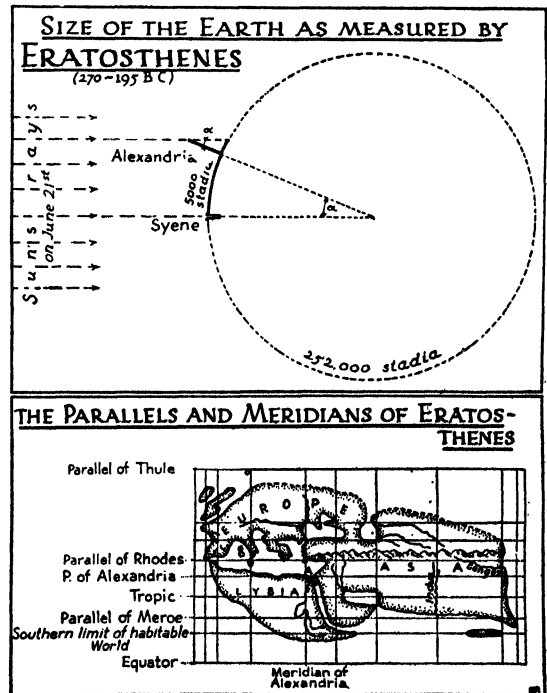 SIZE OF THE EARTH AS MEASURED BY
ERATOSTHENES
(270-195 BC)
Sun's rays
on June 21st
Alexandria
5000
stadia
Syene
252.000 stadia
THE PARALLELS AND MERIDIANS OF ERATOS-
THENES
Parallel of Thule
EUROPE
Parallel of Rhodes
P. of Alexandria
ASIA
Ganges
Indus
Tropic
LYBIA
Parallel of Meroe
Southern limit of habitable
World
Equator
Meridian of
Alexandria